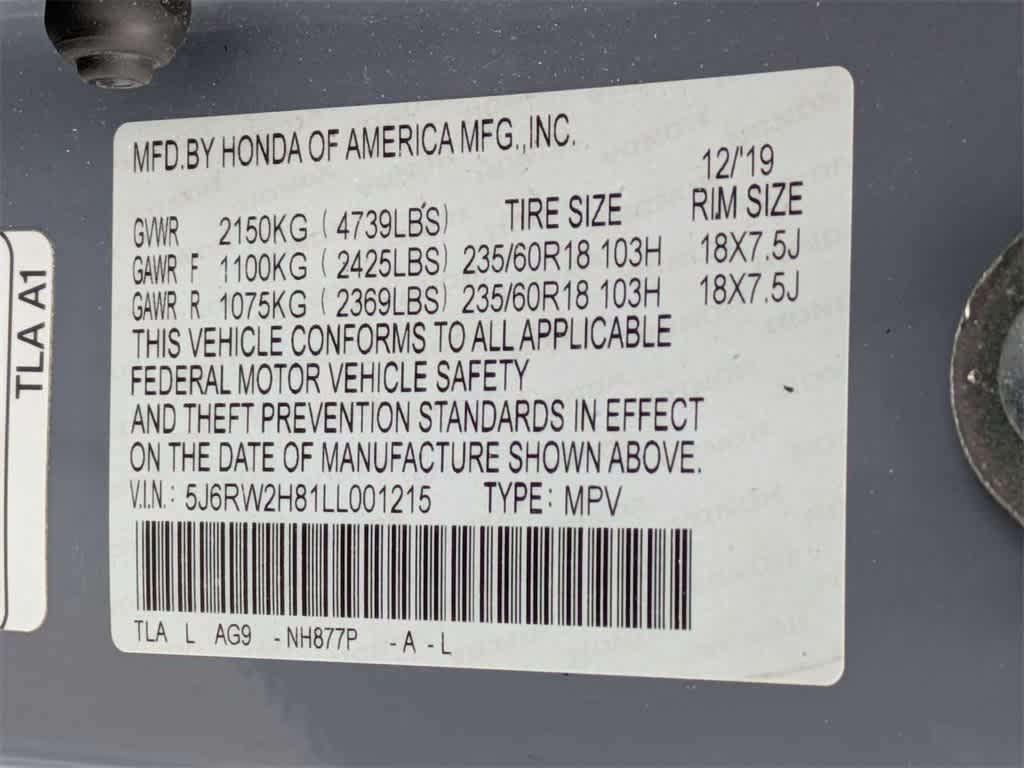 MFD.BY HONDA OF AMERICA MFG.,INC.
12/'19
GVWR 2150KG ( 4739LBS) TIRE SIZE RIM SIZE
GAWR F 1100KG ( 2425LBS) 235/60R18 103H 18X7.5J
GAWR R 1075KG ( 2369LBS) 235/60R18 103H 18X7.5J
THIS VEHICLE CONFORMS TO ALL APPLICABLE
FEDERAL MOTOR VEHICLE SAFETY
AND THEFT PREVENTION STANDARDS IN EFFECT
ON THE DATE OF MANUFACTURE SHOWN ABOVE.
V.I.N.: 5J6RW2H81LL001215 TYPE: MPV
TLA L AG9 -NH877P -A -L
TLA A1